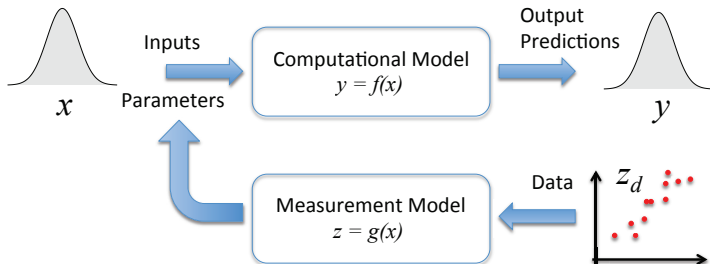 Inputs
Parameters
x
Computational Model
y = f(x)
Output
Predictions
y
Measurement Model
z = g(x)
Data
z_d